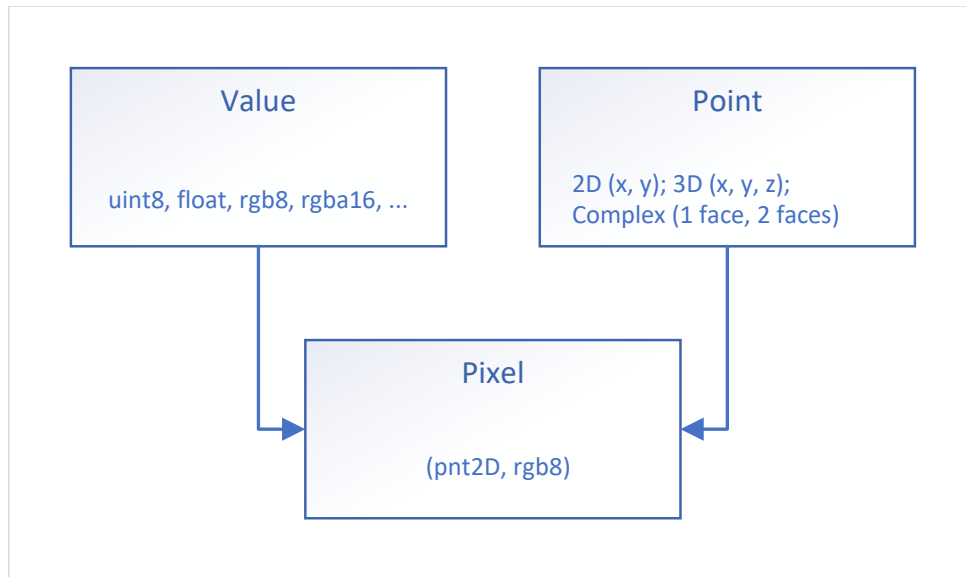 Value
uint8, float, rgb8, rgba16, ...
Point
2D (x, y); 3D (x, y, z);
Complex (1 face, 2 faces)
Pixel
(pnt2D, rgb8)